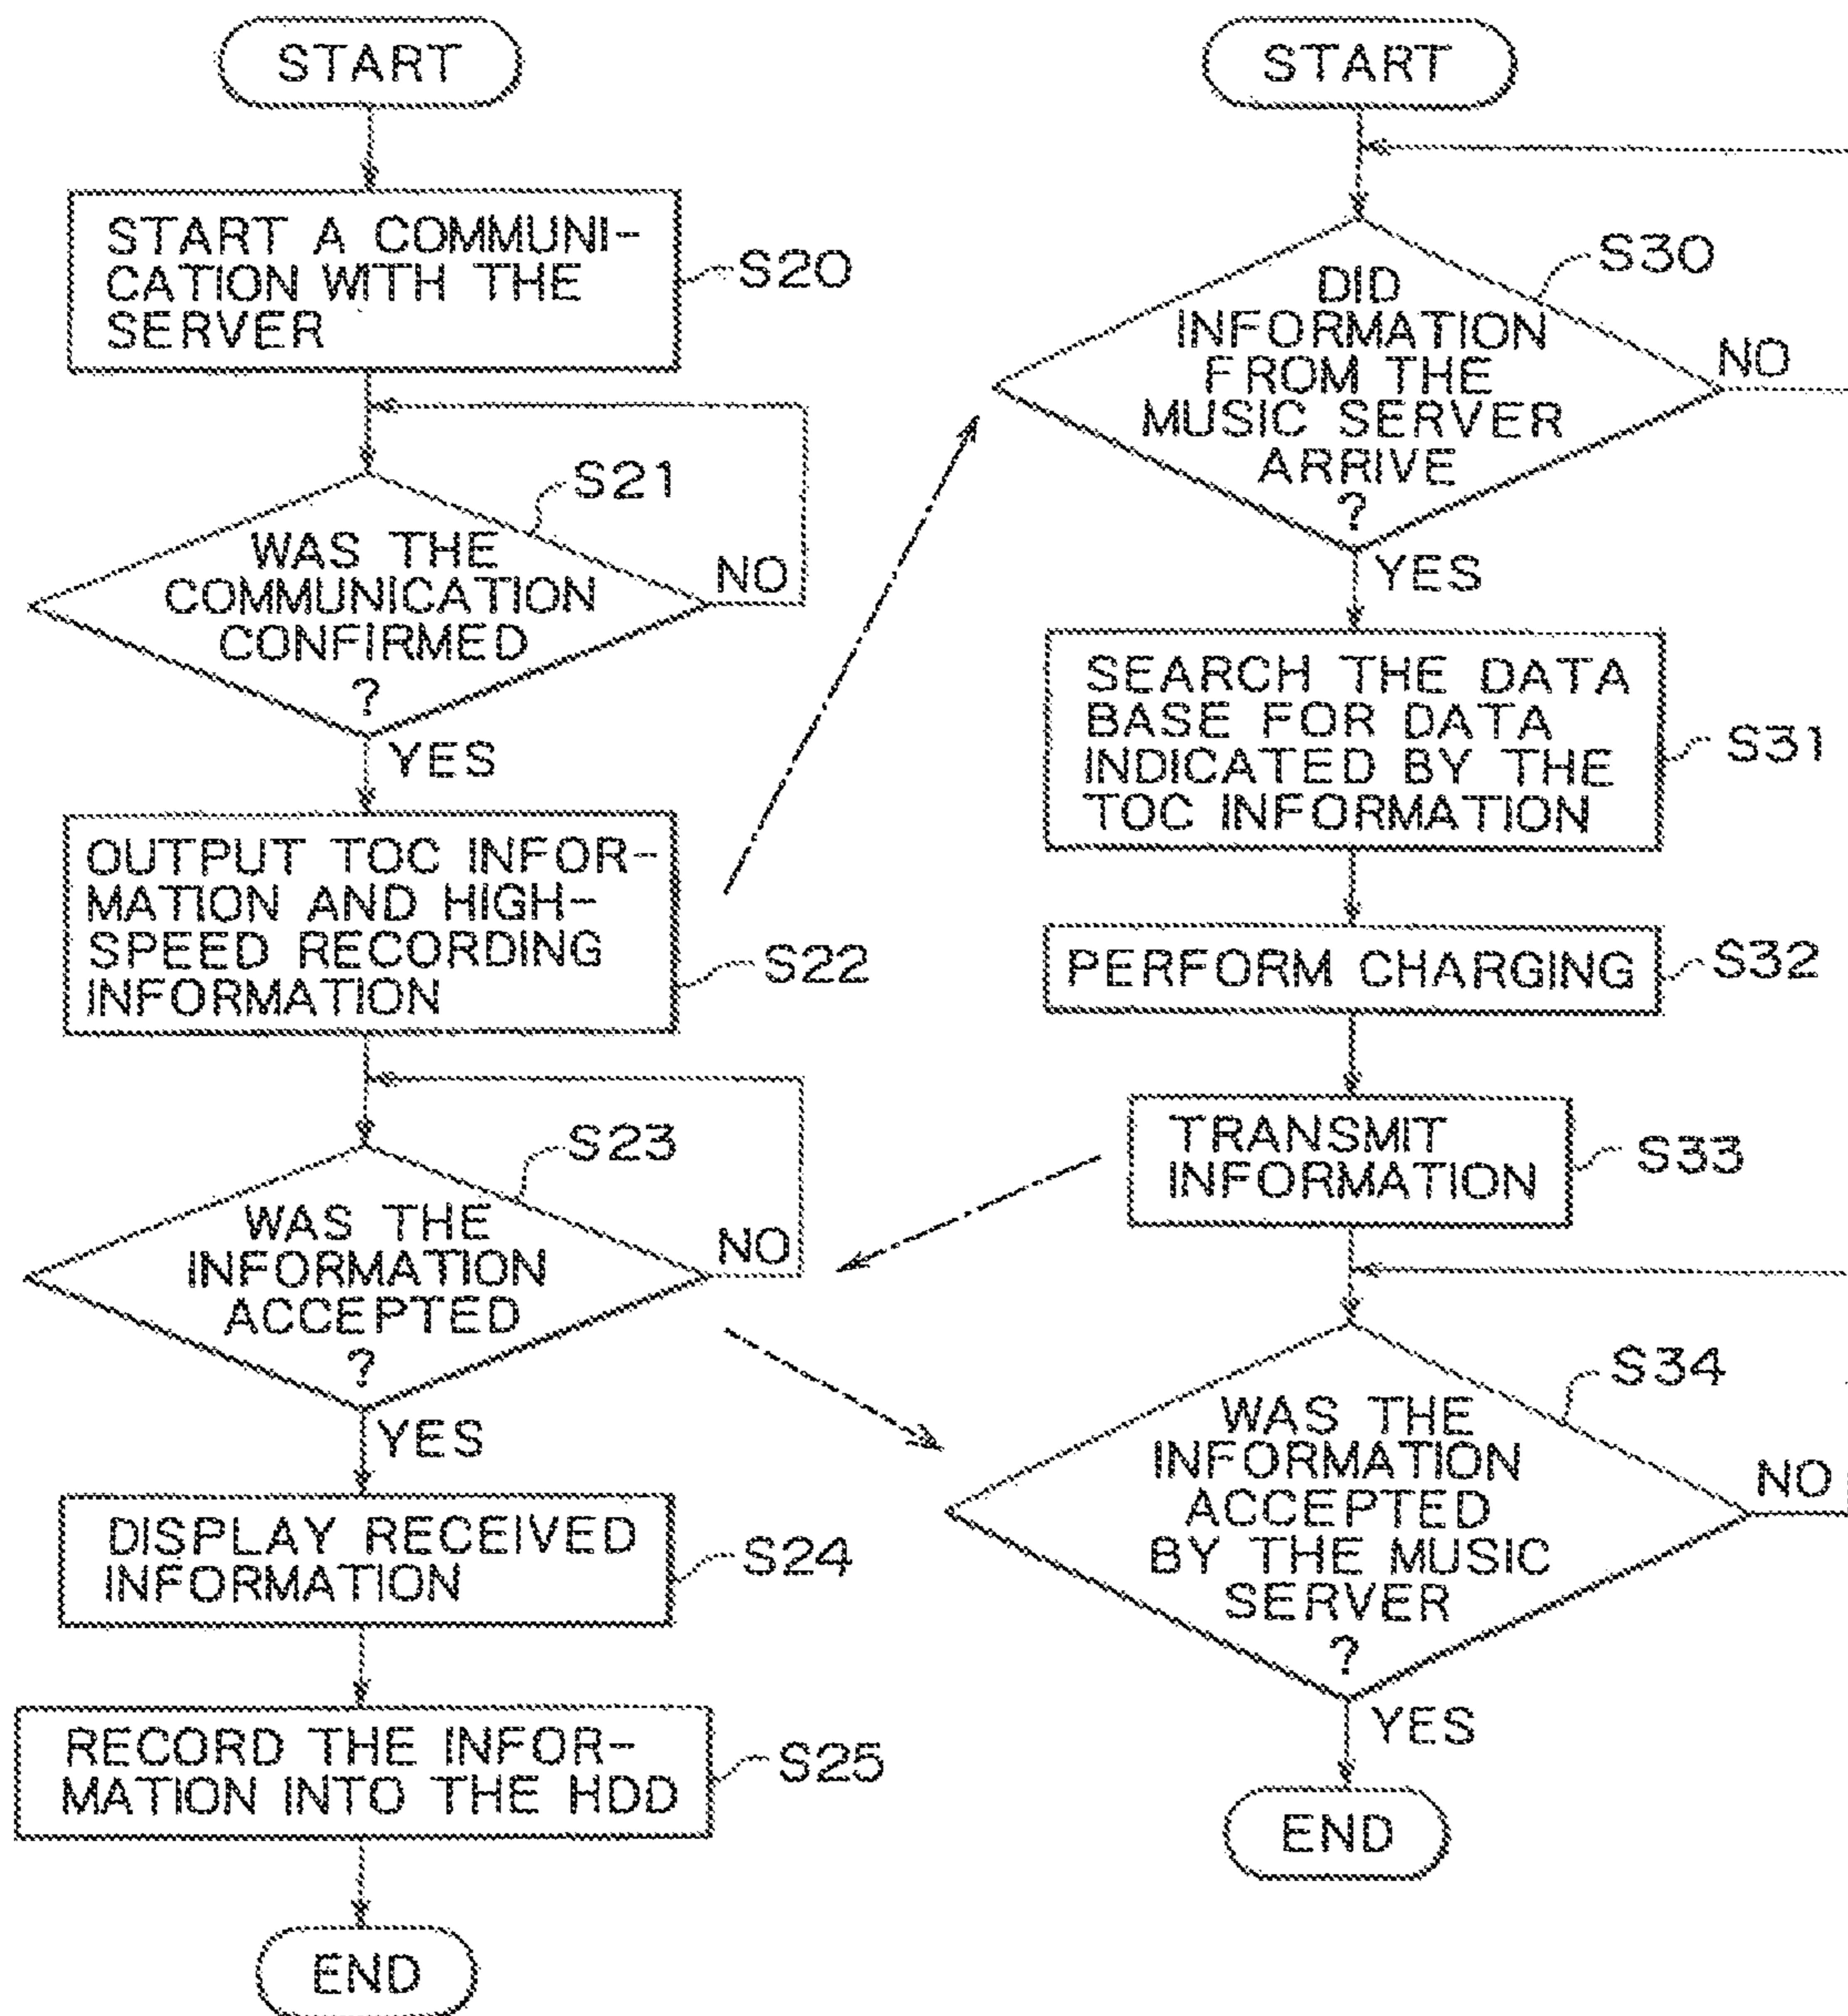 START
START A COMMUNI-
CATION WITH THE
SERVER
S20
S21
WAS THE
COMMUNICATION
CONFIRMED
?
NO
YES
OUTPUT TOC INFOR-
MATION AND HIGH-
SPEED RECORDING
INFORMATION
S22
S23
WAS THE
INFORMATION
ACCEPTED
?
NO
YES
DISPLAY RECEIVED
INFORMATION
S24
RECORD THE INFOR-
MATION INTO THE HDD
S25
END
START
S30
DID
INFORMATION
FROM THE
MUSIC SERVER
ARRIVE
?
NO
YES
SEARCH THE DATA
BASE FOR DATA
INDICATED BY THE
TOC INFORMATION
S31
PERFORM CHARGING
S32
TRANSMIT
INFORMATION
S33
S34
WAS THE
INFORMATION
ACCEPTED
BY THE MUSIC
SERVER
?
NO
YES
END